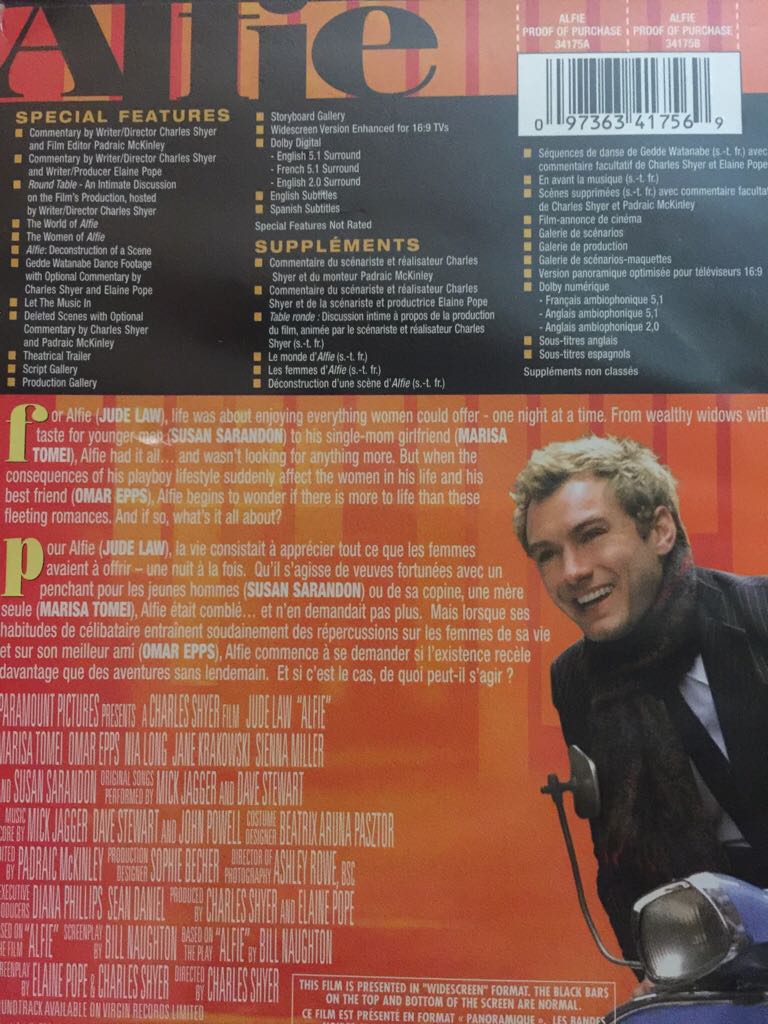 Alfie
ALFIE
PROOF OF PURCHASE
34175A
ALFIE
PROOF OF PURCHASE
34175B
0 97363 41756 9
SPECIAL FEATURES
Commentary by Writer/Director Charles Shyer
and Film Editor Padraic McKinley
Commentary by Writer/Director Charles Shyer
and Writer/Producer Elaine Pope
Round Table - An Intimate Discussion
on the Film's Production, hosted
by Writer/Director Charles Shyer
The World of Alfie
The Women of Alfie
Alfie: Deconstruction of a Scene
Gedde Watanabe Dance Footage
with Optional Commentary by
Charles Shyer and Elaine Pope
Let The Music In
Deleted Scenes with Optional
Commentary by Charles Shyer
and Padraic McKinley
Theatrical Trailer
Script Gallery
Production Gallery
Storyboard Gallery
Widescreen Version Enhanced for 16:9 TVs
Dolby Digital
- English 5.1 Surround
- French 5.1 Surround
- English 2.0 Surround
English Subtitles
Spanish Subtitles
Special Features Not Rated
SUPPLÉMENTS
Commentaire du scénariste et réalisateur Charles
Shyer et du monteur Padraic McKinley
Commentaire du scénariste et réalisateur Charles
Shyer et de la scénariste et productrice Elaine Pope
Table ronde : Discussion intime à propos de la production
du film, animée par le scénariste et réalisateur Charles
Shyer (s.-t. fr.)
Le monde d'Alfie (s.-t. fr.)
Les femmes d'Alfie (s.-t. fr.)
Déconstruction d'une scène d'Alfie (s.-t. fr.)
Séquences de danse de Gedde Watanabe (s.-t. fr.) avec
commentaire facultatif de Charles Shyer et Elaine Pope
En avant la musique (s.-t. fr.)
Scènes supprimées (s.-t. fr.) avec commentaire facultat
de Charles Shyer et Padraic McKinley
Film-annonce de cinéma
Galerie de scénarios
Galerie de production
Galerie de scénarios-maquettes
Version panoramique optimisée pour téléviseurs 16:9
Dolby numérique
- Français ambiophonique 5,1
- Anglais ambiophonique 5,1
- Anglais ambiophonique 2,0
Sous-titres anglais
Sous-titres espagnols
Suppléments non classés
for Alfie (JUDE LAW), life was about enjoying everything women could offer - one night at a time. From wealthy widows with
taste for younger men (SUSAN SARANDON) to his single-mom girlfriend (MARISA
TOMEI), Alfie had it all... and wasn't looking for anything more. But when the
consequences of his playboy lifestyle suddenly affect the women in his life and his
best friend (OMAR EPPS), Alfie begins to wonder if there is more to life than these
fleeting romances. And if so, what's it all about?
pour Alfie (JUDE LAW), la vie consistait à apprécier tout ce que les femmes
avaient à offrir – une nuit à la fois. Qu'il s'agisse de veuves fortunées avec un
penchant pour les jeunes hommes (SUSAN SARANDON) ou de sa copine, une mère
seule (MARISA TOMEI), Alfie était comblé... et n'en demandait pas plus. Mais lorsque ses
habitudes de célibataire entraînent soudainement des répercussions sur les femmes de sa vie
et sur son meilleur ami (OMAR EPPS), Alfie commence à se demander si l'existence recèle
davantage que des aventures sans lendemain. Et si c'est le cas, de quoi peut-il s'agir ?
PARAMOUNT PICTURES PRESENTS A CHARLES SHYER FILM JUDE LAW "ALFIE"
MARISA TOMEI OMAR EPPS NIA LONG JANE KRAKOWSKI SIENNA MILLER
AND SUSAN SARANDON ORIGINAL SONGS PERFORMED BY MICK JAGGER AND DAVE STEWART
MUSIC SCORE BY MICK JAGGER DAVE STEWART AND JOHN POWELL COSTUME DESIGNER BEATRIX ARUNA PASZTOR
EDITED BY PADRAIC McKINLEY PRODUCTION DESIGNER SOPHIE BECHER DIRECTOR OF PHOTOGRAPHY ASHLEY ROWE, BSC
EXECUTIVE PRODUCERS DIANA PHILLIPS SEAN DANIEL PRODUCED BY CHARLES SHYER AND ELAINE POPE
BASED ON THE FILM "ALFIE" SCREENPLAY BY BILL NAUGHTON BASED ON THE PLAY "ALFIE" BY BILL NAUGHTON
SCREENPLAY BY ELAINE POPE & CHARLES SHYER DIRECTED BY CHARLES SHYER
SOUNDTRACK AVAILABLE ON VIRGIN RECORDS LIMITED
THIS FILM IS PRESENTED IN "WIDESCREEN" FORMAT. THE BLACK BARS
ON THE TOP AND BOTTOM OF THE SCREEN ARE NORMAL.
CE FILM EST PRÉSENTÉ EN FORMAT « PANORAMIQUE ». LES BANDES